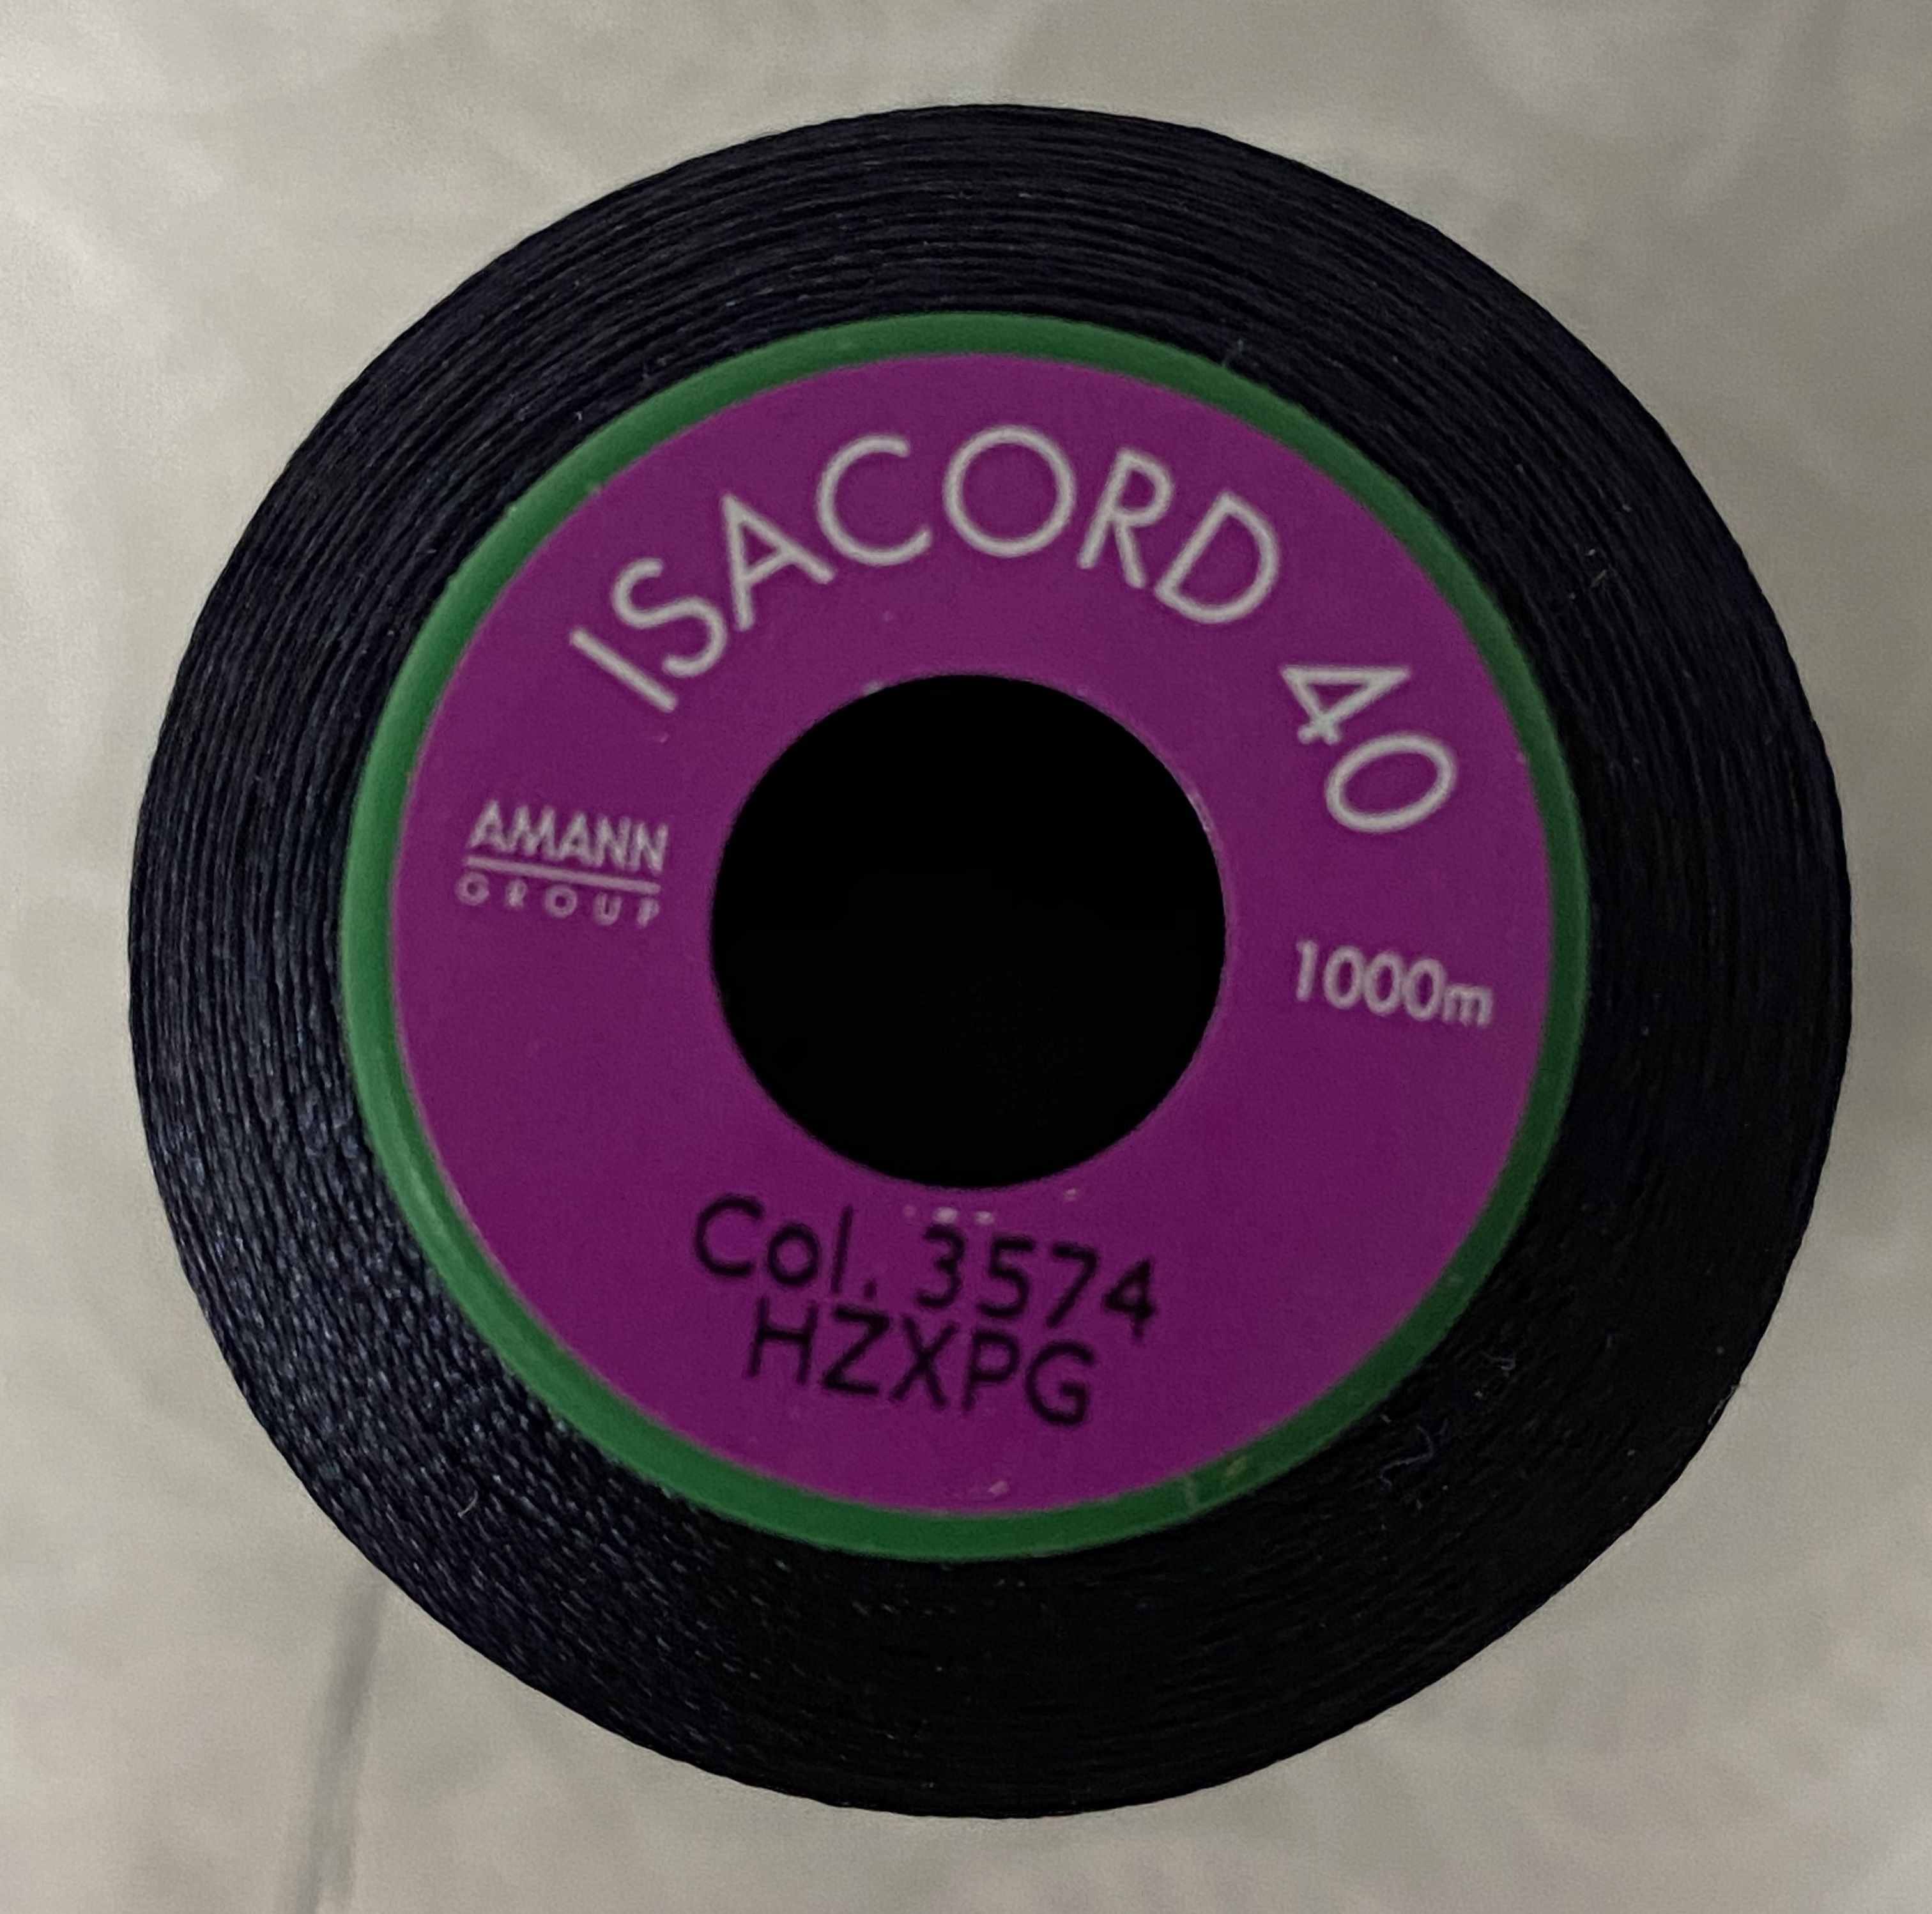 ISACORD 40
AMANN
GROUP
1000m
Col. 3574
HZXPG